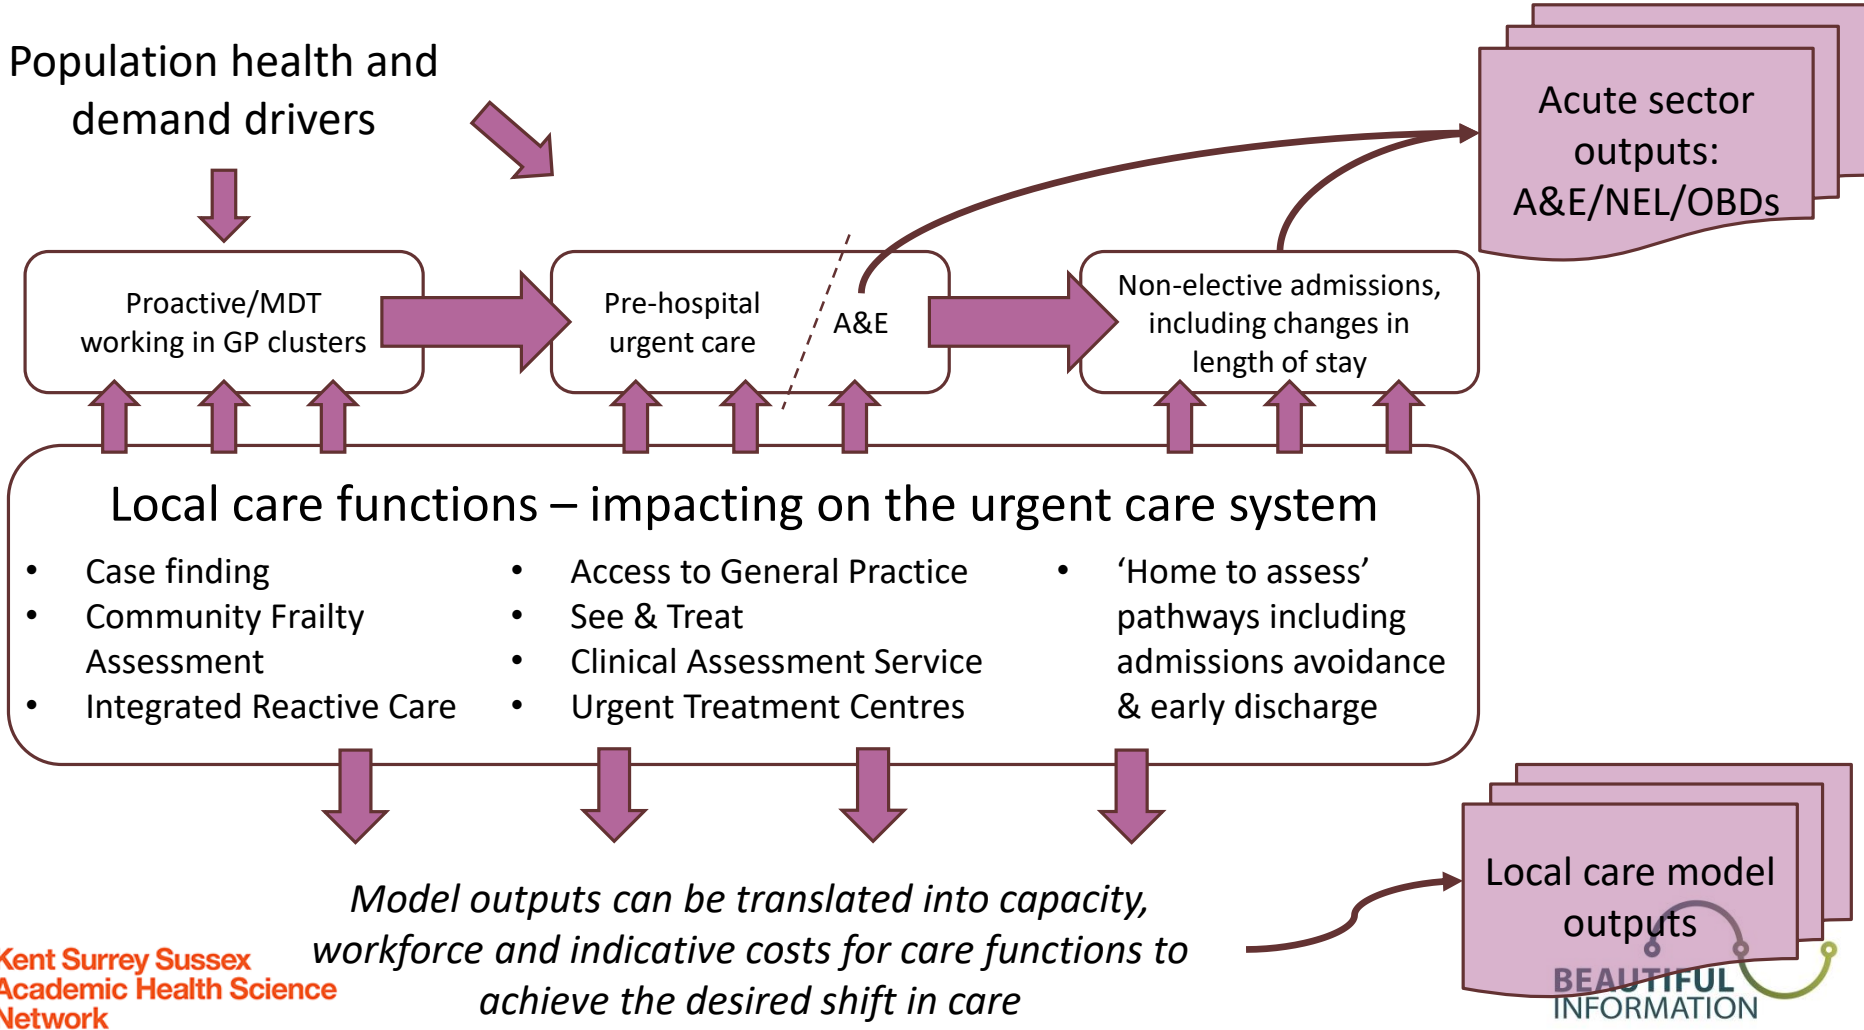 Population health and
demand drivers
Acute sector
outputs:
A&E/NEL/OBDs
Proactive/MDT
working in GP clusters
Pre-hospital
urgent care
A&E
Non-elective admissions,
including changes in
length of stay
Local care functions – impacting on the urgent care system
• Case finding
• Community Frailty
Assessment
• Integrated Reactive Care
• Access to General Practice
• See & Treat
• Clinical Assessment Service
• Urgent Treatment Centres
• ‘Home to assess’
pathways including
admissions avoidance
& early discharge
Model outputs can be translated into capacity,
workforce and indicative costs for care functions to
achieve the desired shift in care
Local care model
outputs
Kent Surrey Sussex
Academic Health Science
Network
BEAUTIFUL
INFORMATION